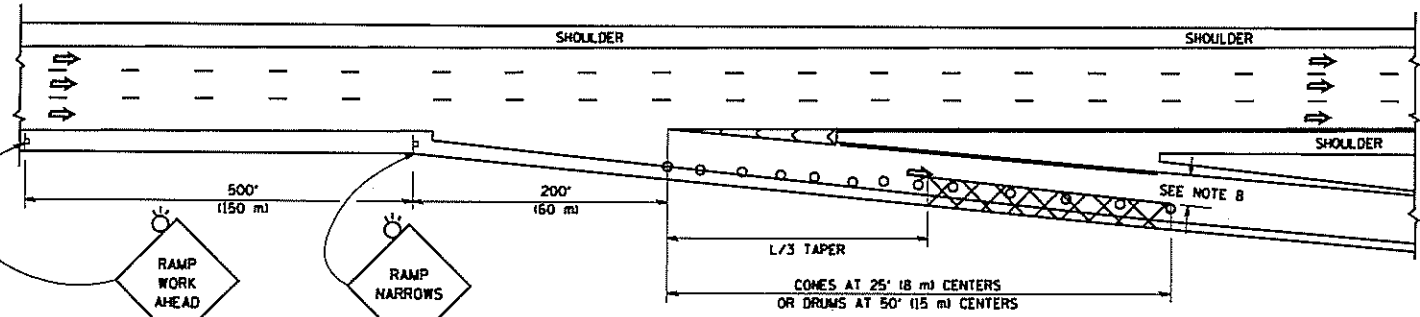 SHOULDER
SHOULDER
SHOULDER
500'
(150 m)
200'
(60 m)
SEE NOTE 8
L/3 TAPER
RAMP
WORK
AHEAD
RAMP
NARROWS
CONES AT 25' (8 m) CENTERS
OR DRUMS AT 50' (15 m) CENTERS